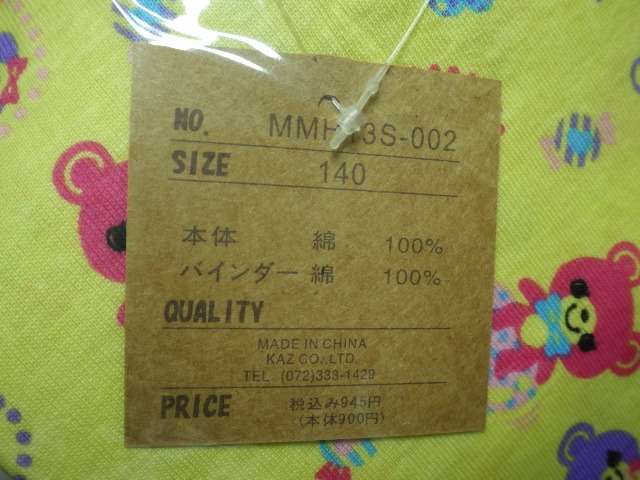 NO. MMH13S-002
SIZE 140
本体 綿 100%
バインダー 綿 100%
QUALITY
MADE IN CHINA
KAZ CO.,LTD.
TEL (072)333-1429
PRICE 税込み945円
(本体900円)